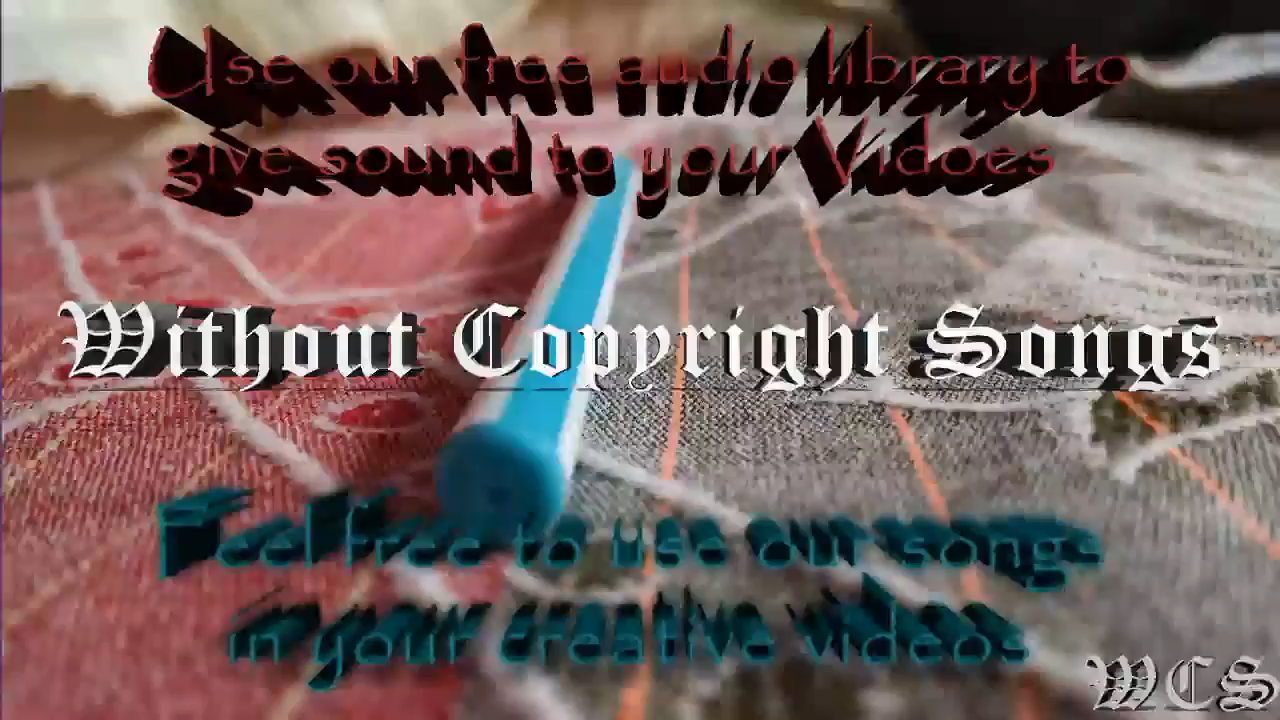 Use our free audio library to
give sound to your Vidoes
Without Copyright Songs
Feel free to use our songs
in your creative videos
WCS